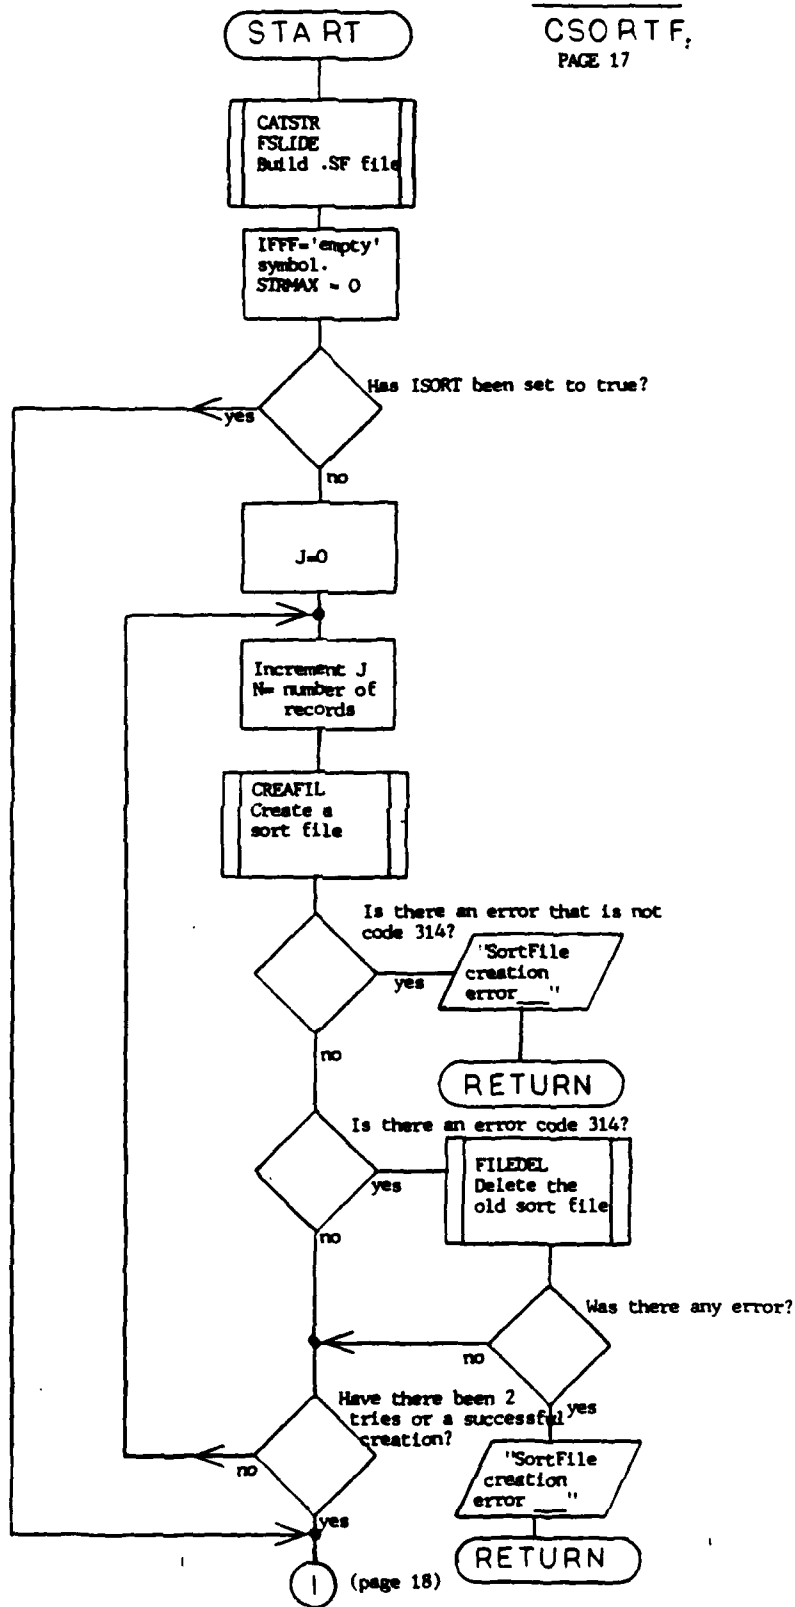 START
CSORTF.
PAGE 17
CATSTR
FSLIDE
Build .SF file
IFFF='empty'
symbol.
STRMAX = 0
Has ISORT been set to true?
yes
no
J=0
Increment J
N= number of
records
CREAFIL
Create a
sort file
Is there an error that is not
code 314?
yes
"SortFile
creation
error___"
no
RETURN
Is there an error code 314?
yes
FILEDEL
Delete the
old sort file
no
Was there any error?
no
yes
Have there been 2
tries or a successful
creation?
no
"SortFile
creation
error ___"
yes
RETURN
1 (page 18)